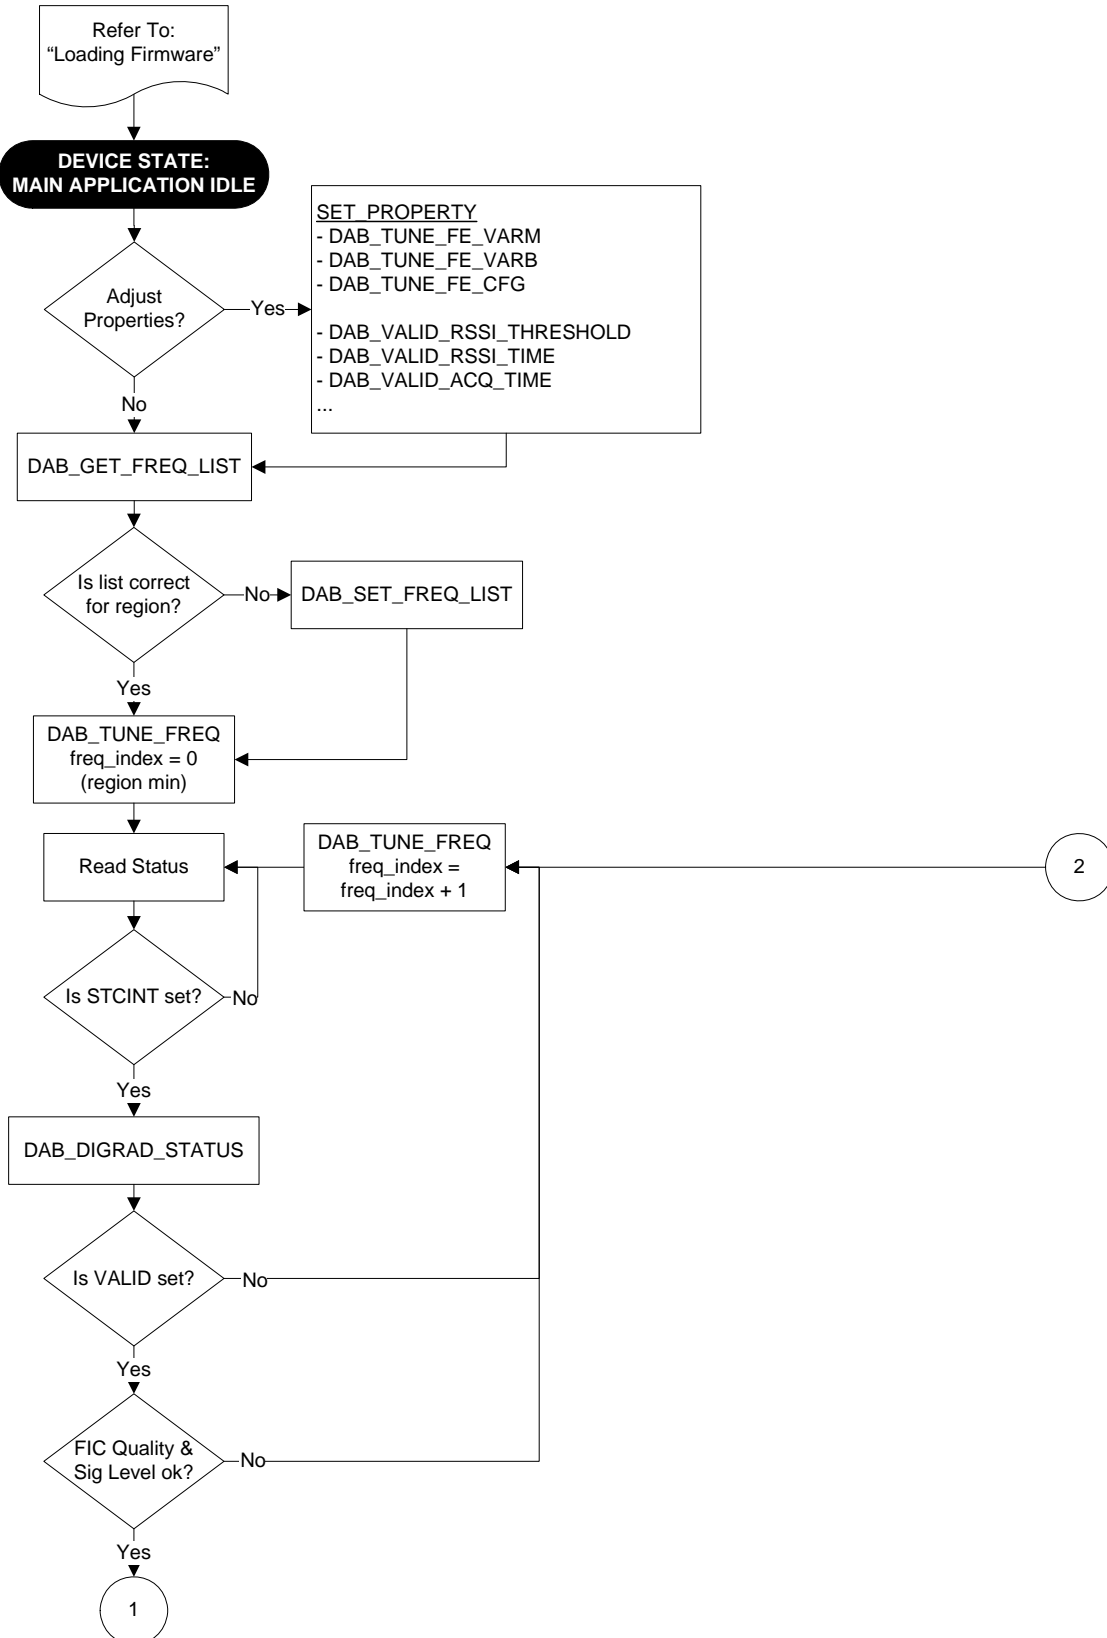 Refer To:
“Loading Firmware”
DEVICE STATE:
MAIN APPLICATION IDLE
Adjust
Properties?
Yes
SET_PROPERTY
- DAB_TUNE_FE_VARM
- DAB_TUNE_FE_VARB
- DAB_TUNE_FE_CFG
- DAB_VALID_RSSI_THRESHOLD
- DAB_VALID_RSSI_TIME
- DAB_VALID_ACQ_TIME
...
No
DAB_GET_FREQ_LIST
Is list correct
for region?
No
DAB_SET_FREQ_LIST
Yes
DAB_TUNE_FREQ
freq_index = 0
(region min)
Read Status
DAB_TUNE_FREQ
freq_index =
freq_index + 1
2
Is STCINT set?
No
Yes
DAB_DIGRAD_STATUS
Is VALID set?
No
Yes
FIC Quality &
Sig Level ok?
No
Yes
1